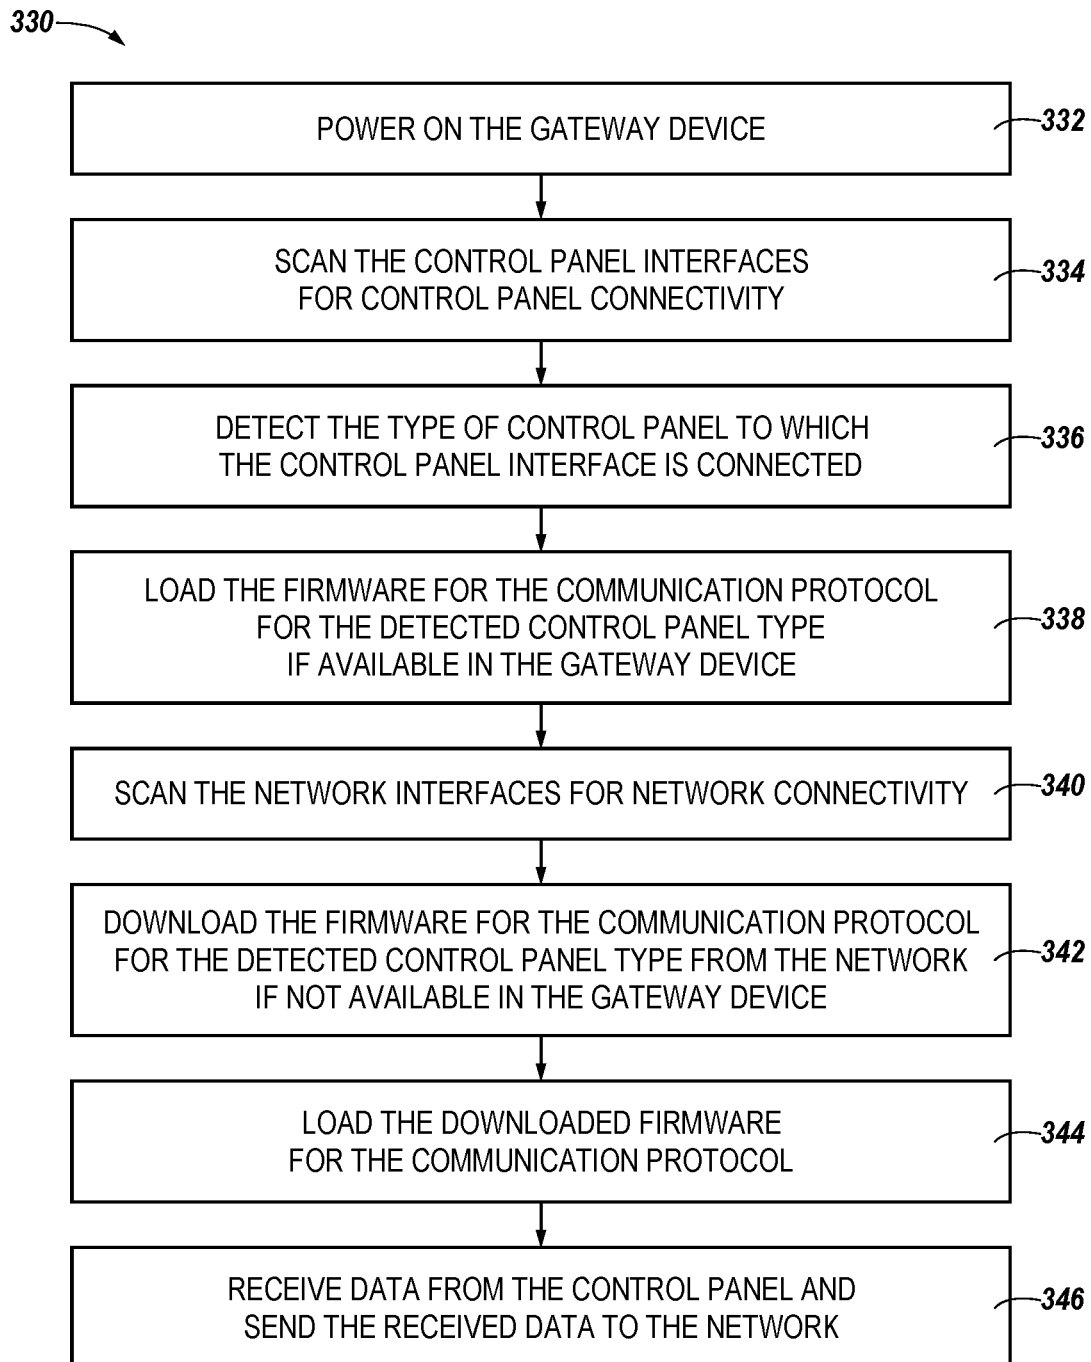 330
POWER ON THE GATEWAY DEVICE
332
SCAN THE CONTROL PANEL INTERFACES
FOR CONTROL PANEL CONNECTIVITY
334
DETECT THE TYPE OF CONTROL PANEL TO WHICH
THE CONTROL PANEL INTERFACE IS CONNECTED
336
LOAD THE FIRMWARE FOR THE COMMUNICATION PROTOCOL
FOR THE DETECTED CONTROL PANEL TYPE
IF AVAILABLE IN THE GATEWAY DEVICE
338
SCAN THE NETWORK INTERFACES FOR NETWORK CONNECTIVITY
340
DOWNLOAD THE FIRMWARE FOR THE COMMUNICATION PROTOCOL
FOR THE DETECTED CONTROL PANEL TYPE FROM THE NETWORK
IF NOT AVAILABLE IN THE GATEWAY DEVICE
342
LOAD THE DOWNLOADED FIRMWARE
FOR THE COMMUNICATION PROTOCOL
344
RECEIVE DATA FROM THE CONTROL PANEL AND
SEND THE RECEIVED DATA TO THE NETWORK
346